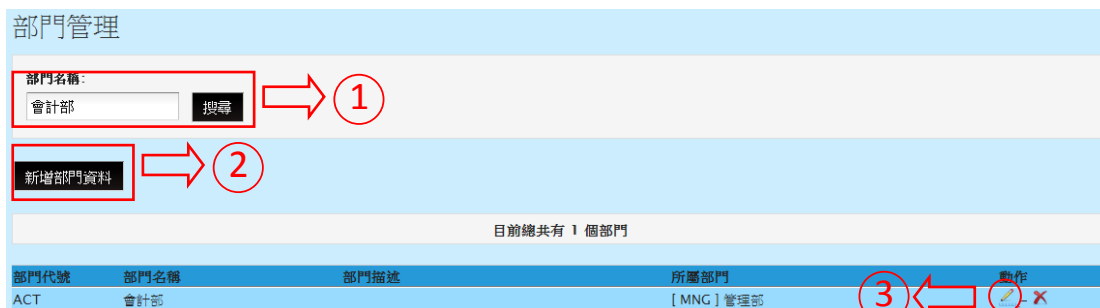 部門管理
部門名稱:
會計部 搜尋 ①
新增部門資料 ②
目前總共有 1 個部門
部門代號 部門名稱 部門描述 所屬部門 動作
ACT 會計部 [ MNG ] 管理部 ③